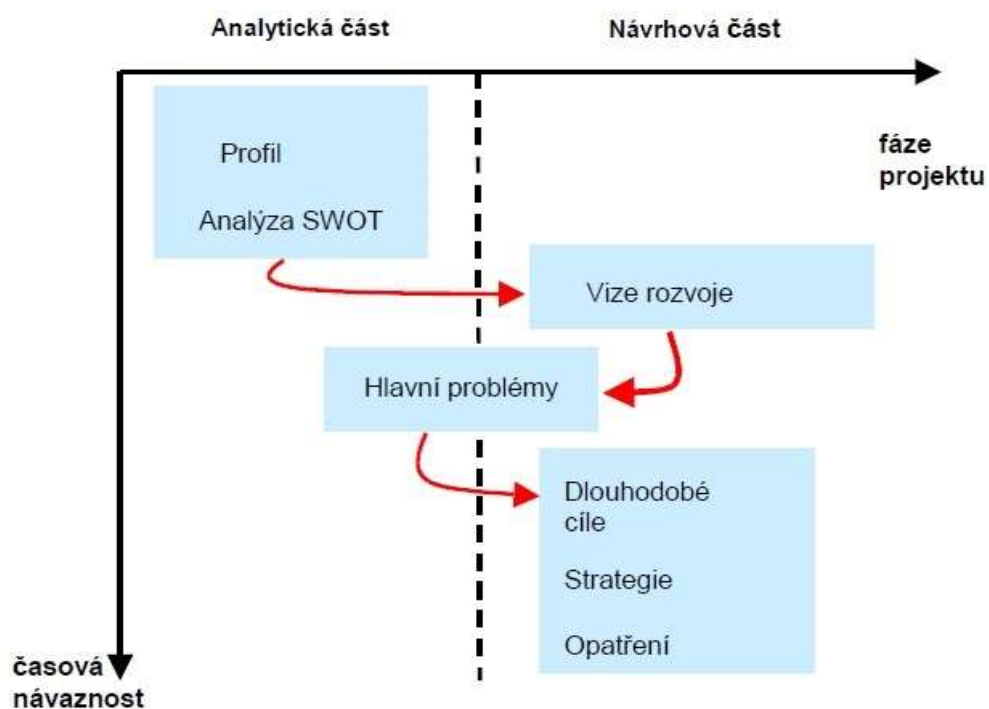 Analytická část
Návrhová část
fáze
projektu
Profil
Analýza SWOT
Vize rozvoje
Hlavní problémy
Dlouhodobé
cíle
Strategie
Opatření
časová
návaznost